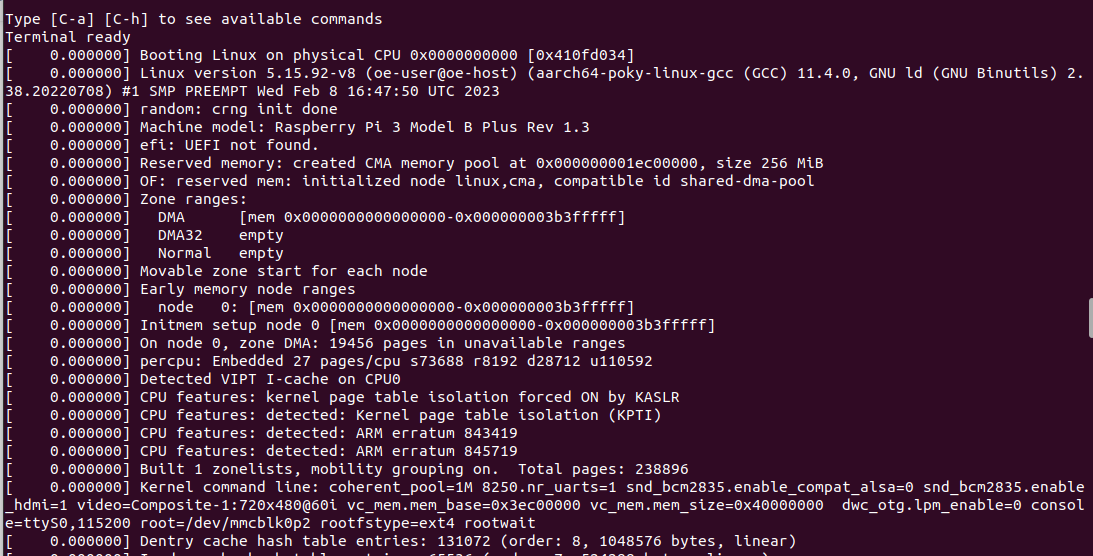 Type [C-a] [C-h] to see available commands
Terminal ready
[    0.000000] Booting Linux on physical CPU 0x0000000000 [0x410fd034]
[    0.000000] Linux version 5.15.92-v8 (oe-user@oe-host) (aarch64-poky-linux-gcc (GCC) 11.4.0, GNU ld (GNU Binutils) 2.
38.20220708) #1 SMP PREEMPT Wed Feb 8 16:47:50 UTC 2023
[    0.000000] random: crng init done
[    0.000000] Machine model: Raspberry Pi 3 Model B Plus Rev 1.3
[    0.000000] efi: UEFI not found.
[    0.000000] Reserved memory: created CMA memory pool at 0x000000001ec00000, size 256 MiB
[    0.000000] OF: reserved mem: initialized node linux,cma, compatible id shared-dma-pool
[    0.000000] Zone ranges:
[    0.000000]   DMA      [mem 0x0000000000000000-0x000000003b3fffff]
[    0.000000]   DMA32    empty
[    0.000000]   Normal   empty
[    0.000000] Movable zone start for each node
[    0.000000] Early memory node ranges
[    0.000000]   node   0: [mem 0x0000000000000000-0x000000003b3fffff]
[    0.000000] Initmem setup node 0 [mem 0x0000000000000000-0x000000003b3fffff]
[    0.000000] On node 0, zone DMA: 19456 pages in unavailable ranges
[    0.000000] percpu: Embedded 27 pages/cpu s73688 r8192 d28712 u110592
[    0.000000] Detected VIPT I-cache on CPU0
[    0.000000] CPU features: kernel page table isolation forced ON by KASLR
[    0.000000] CPU features: detected: Kernel page table isolation (KPTI)
[    0.000000] CPU features: detected: ARM erratum 843419
[    0.000000] CPU features: detected: ARM erratum 845719
[    0.000000] Built 1 zonelists, mobility grouping on.  Total pages: 238896
[    0.000000] Kernel command line: coherent_pool=1M 8250.nr_uarts=1 snd_bcm2835.enable_compat_alsa=0 snd_bcm2835.enable
_hdmi=1 video=Composite-1:720x480@60i vc_mem.mem_base=0x3ec00000 vc_mem.mem_size=0x40000000  dwc_otg.lpm_enable=0 consol
e=ttyS0,115200 root=/dev/mmcblk0p2 rootfstype=ext4 rootwait
[    0.000000] Dentry cache hash table entries: 131072 (order: 8, 1048576 bytes, linear)